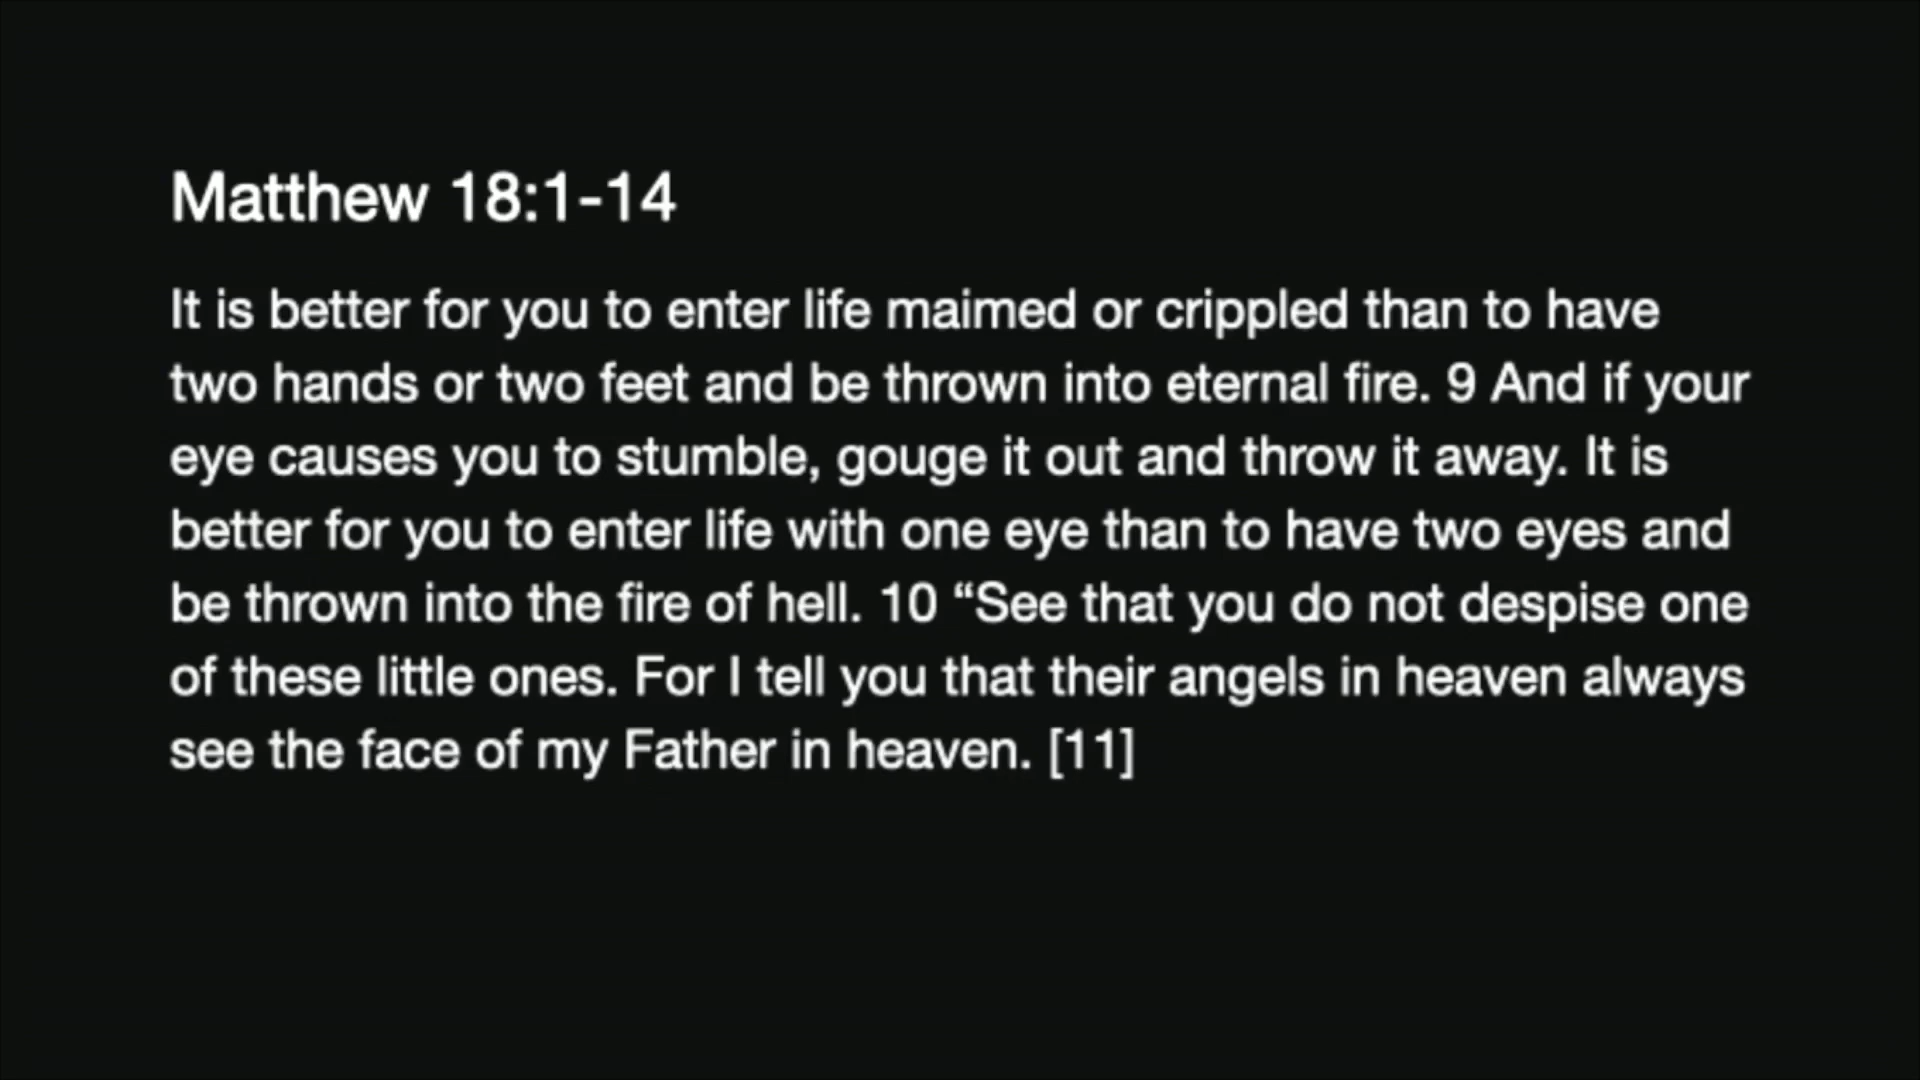 Matthew 18:1-14
It is better for you to enter life maimed or crippled than to have
two hands or two feet and be thrown into eternal fire. 9 And if your
eye causes you to stumble, gouge it out and throw it away. It is
better for you to enter life with one eye than to have two eyes and
be thrown into the fire of hell. 10 “See that you do not despise one
of these little ones. For I tell you that their angels in heaven always
see the face of my Father in heaven. [11]